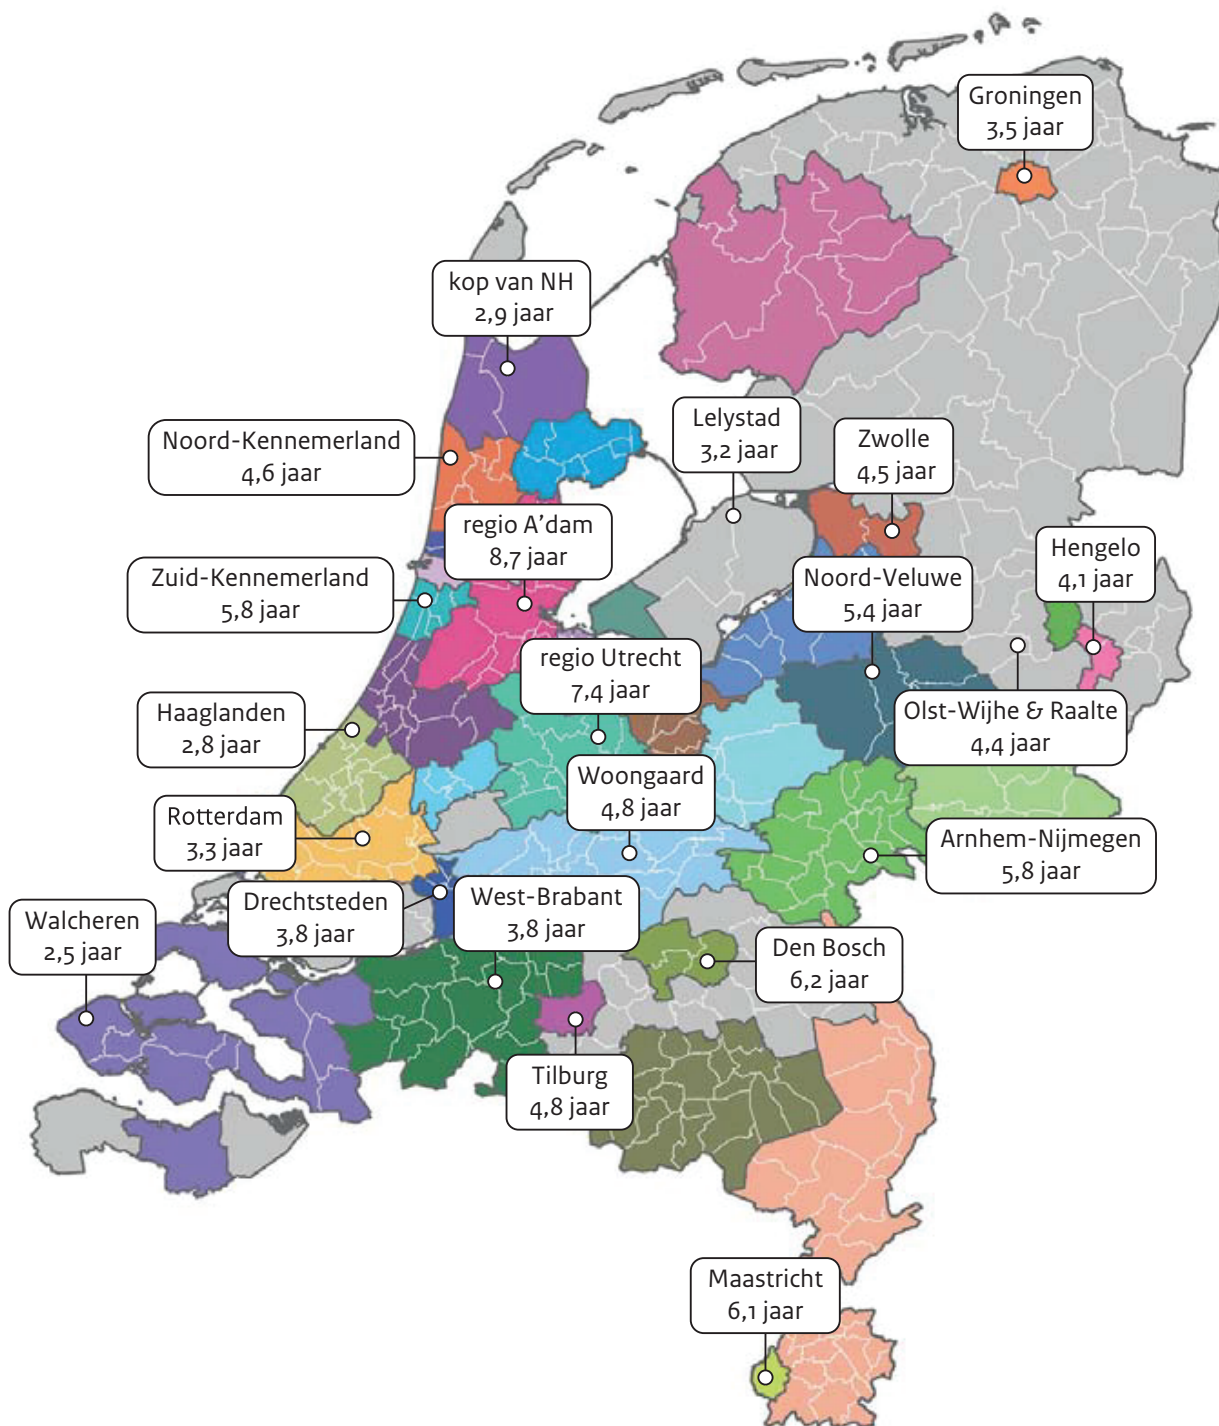 Groningen
3,5 jaar
kop van NH
2,9 jaar
Lelystad
3,2 jaar
Noord-Kennemerland
4,6 jaar
Zwolle
4,5 jaar
regio A'dam
8,7 jaar
Hengelo
4,1 jaar
Zuid-Kennemerland
5,8 jaar
Noord-Veluwe
5,4 jaar
regio Utrecht
7,4 jaar
Haaglanden
2,8 jaar
Olst-Wijhe & Raalte
4,4 jaar
Woongaard
4,8 jaar
Rotterdam
3,3 jaar
Arnhem-Nijmegen
5,8 jaar
Drechtsteden
3,8 jaar
West-Brabant
3,8 jaar
Walcheren
2,5 jaar
Den Bosch
6,2 jaar
Tilburg
4,8 jaar
Maastricht
6,1 jaar